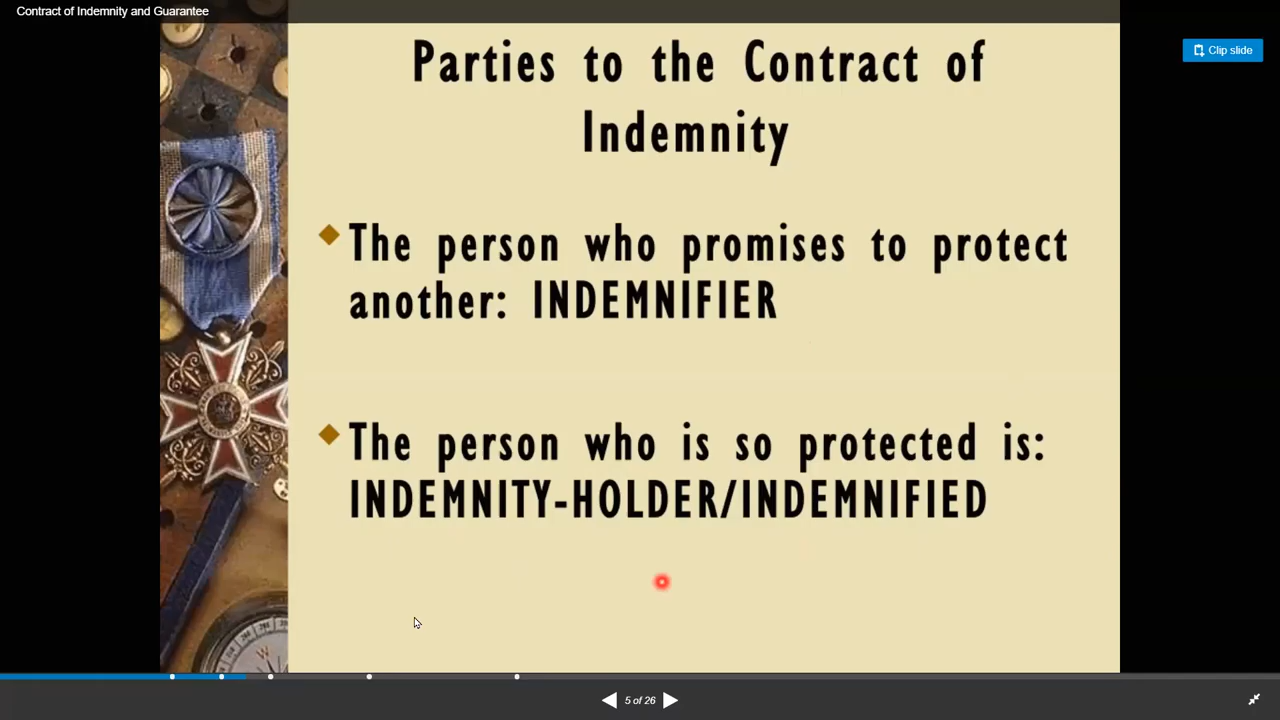 Contract of Indemnity and Guarantee
Clip slide
Parties to the Contract of
Indemnity
The person who promises to protect
another: INDEMNIFIER
The person who is so protected is:
INDEMNITY-HOLDER/INDEMNIFIED
W
5 of 26